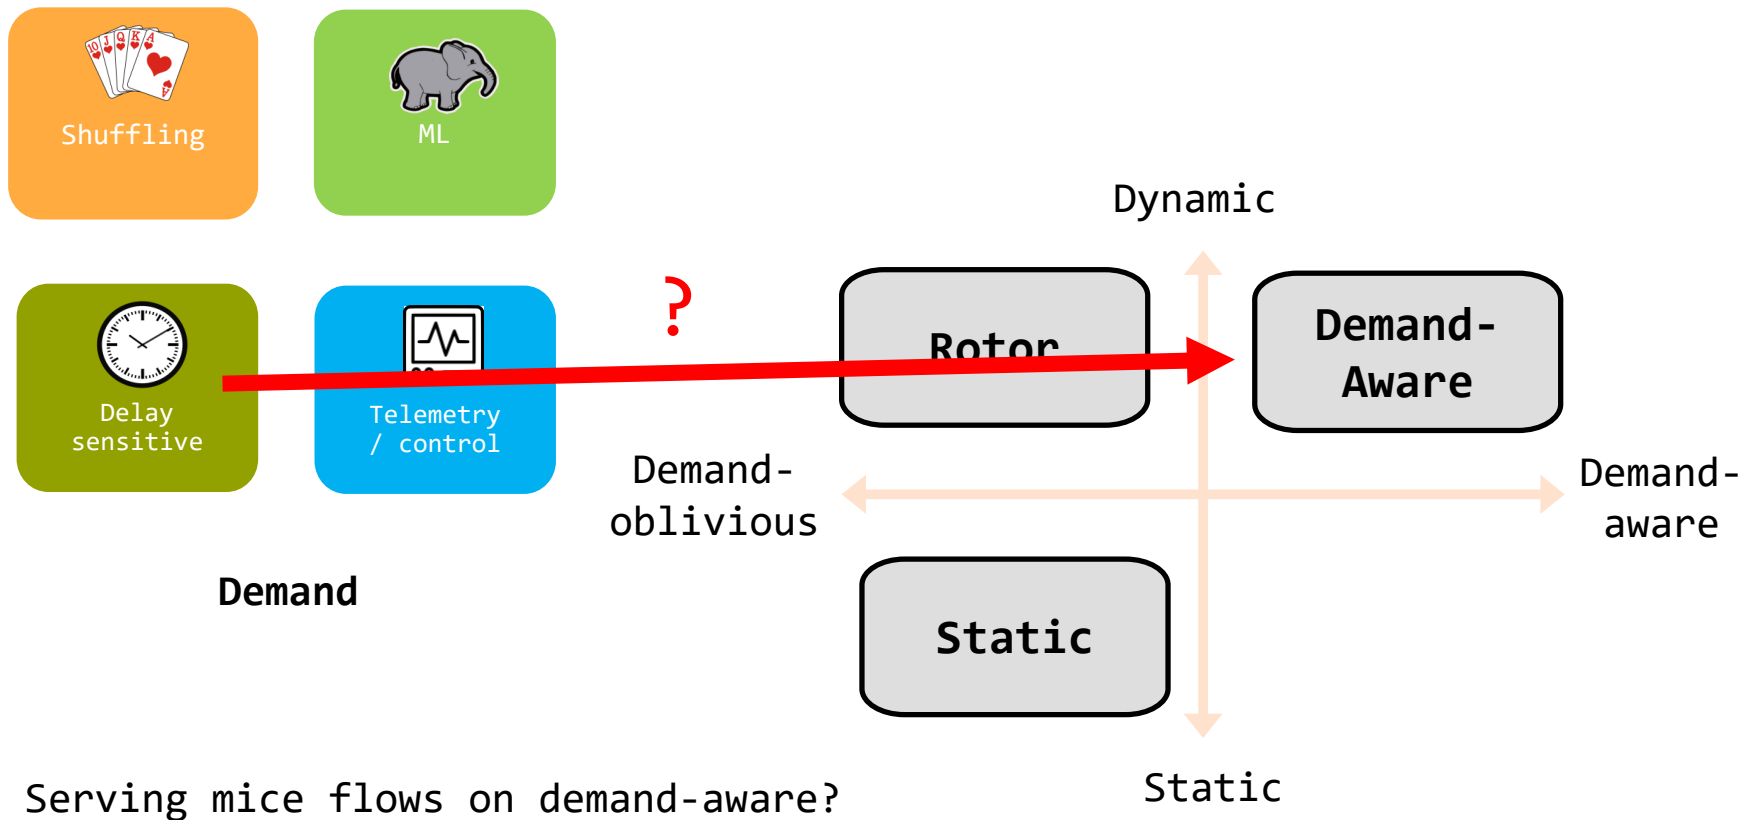 10 J Q K A
A
Shuffling
ML
Dynamic
?
Rotor
Demand-
Aware
Delay
sensitive
Telemetry
/ control
Demand-
oblivious
Demand-
aware
Demand
Static
Static
Serving mice flows on demand-aware?